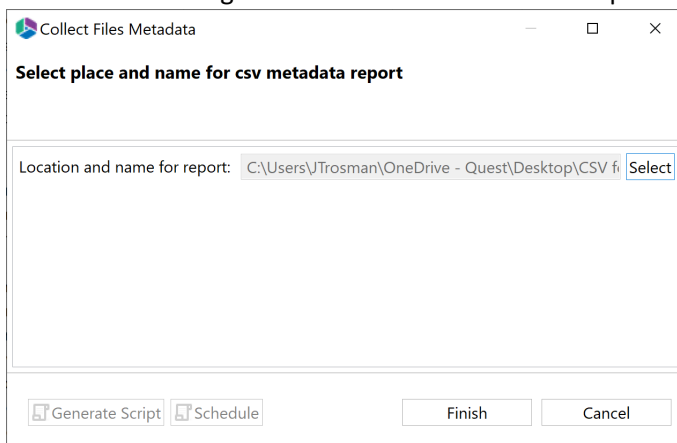 Collect Files Metadata
Select place and name for csv metadata report
Location and name for report: C:\Users\JTrosman\OneDrive - Quest\Desktop\CSV Select
Generate Script Schedule Finish Cancel